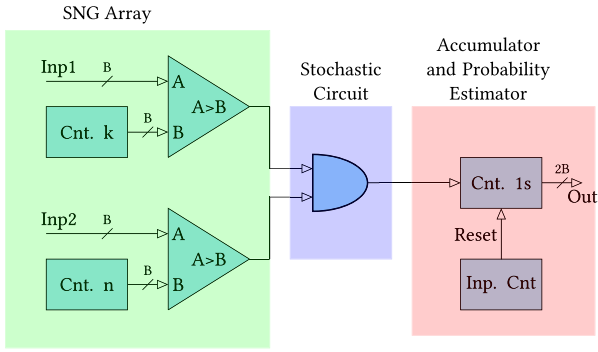 SNG Array
Inp1
B
A
A>B
Cnt. k
B
B
Inp2
B
A
A>B
Cnt. n
B
B
Stochastic
Circuit
Accumulator
and Probability
Estimator
Cnt. 1s
2B
Out
Reset
Inp. Cnt